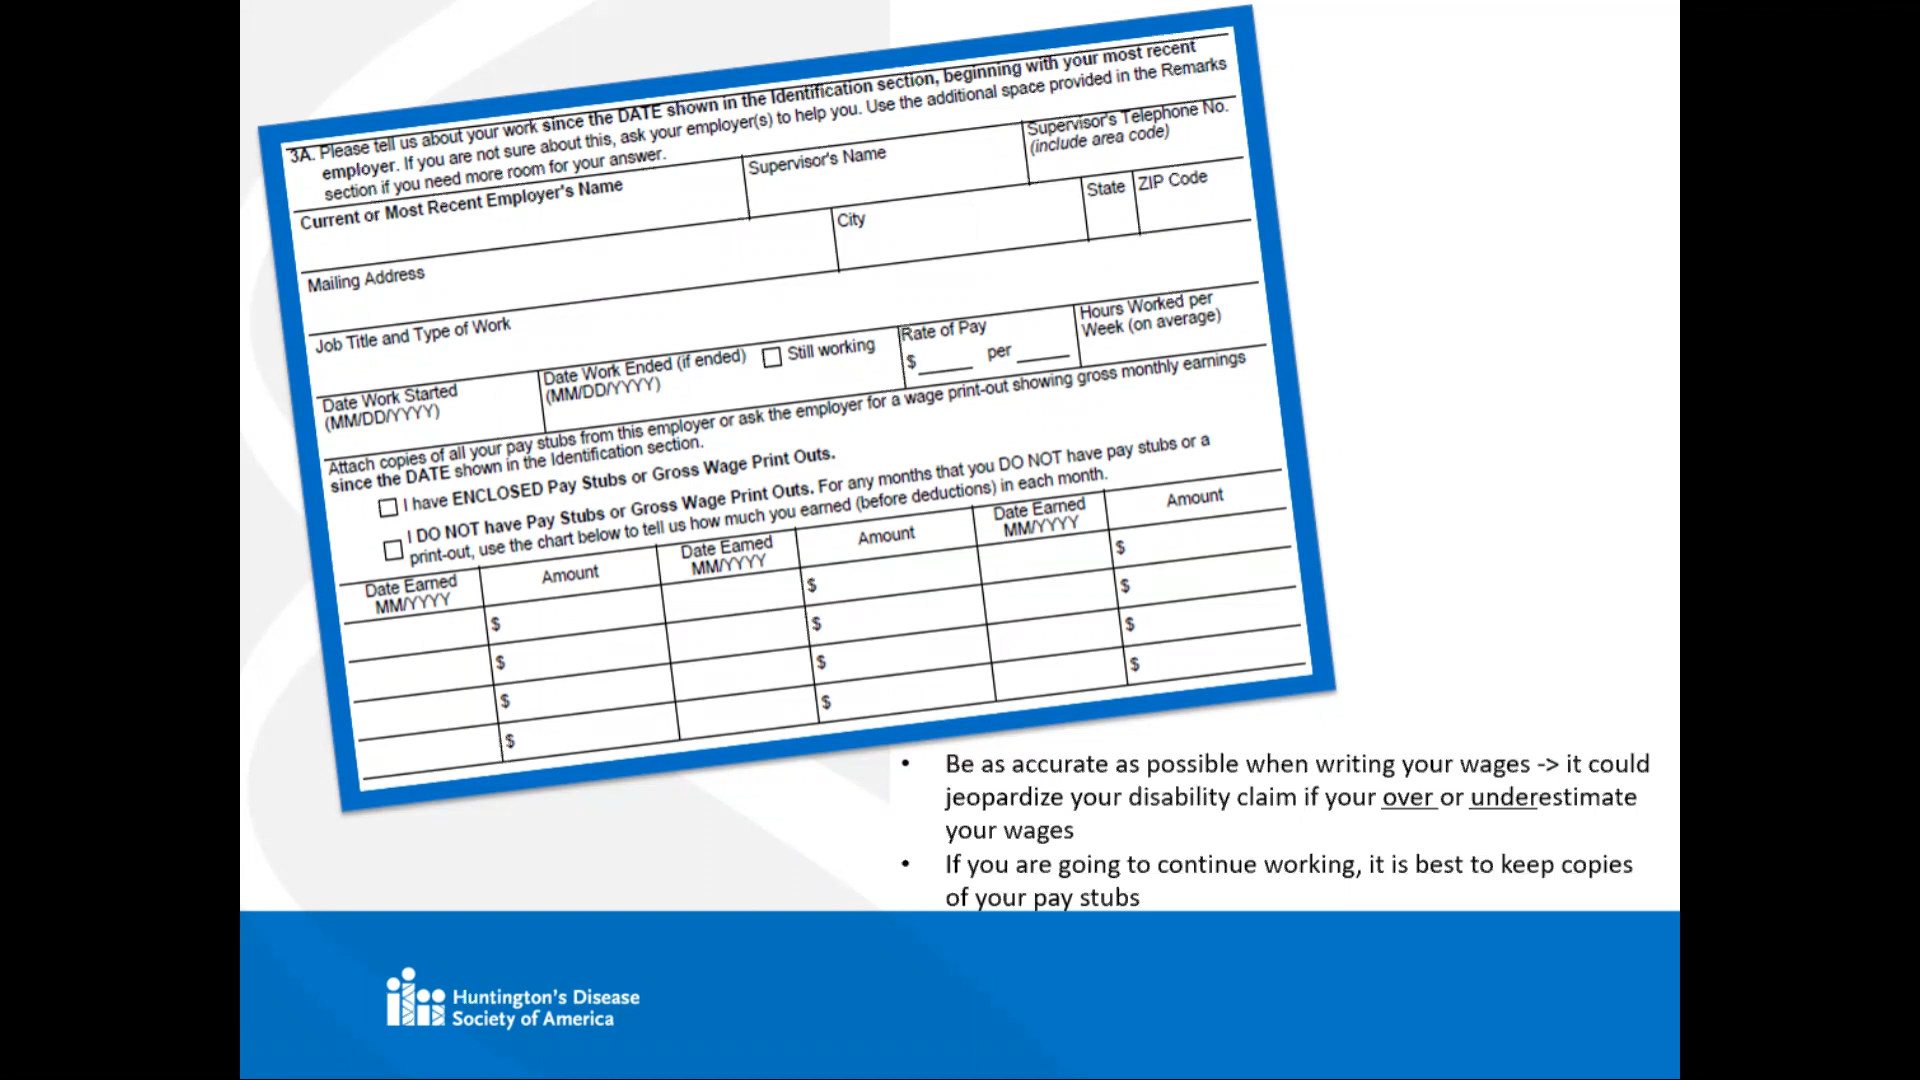 3A. Please tell us about your work since the DATE shown in the Identification section, beginning with your most recent
employer. If you are not sure about this, ask your employer(s) to help you. Use the additional space provided in the Remarks
section if you need more room for your answer.
Current or Most Recent Employer's Name
Supervisor's Name
Supervisor's Telephone No.
(include area code)
Mailing Address
City
State
ZIP Code
Job Title and Type of Work
Date Work Started
(MM/DD/YYYY)
Date Work Ended (if ended)
(MM/DD/YYYY)
Still working
Rate of Pay
$ per
Hours Worked per
Week (on average)
Attach copies of all your pay stubs from this employer or ask the employer for a wage print-out showing gross monthly earnings
since the DATE shown in the Identification section.
I have ENCLOSED Pay Stubs or Gross Wage Print Outs.
I DO NOT have Pay Stubs or Gross Wage Print Outs. For any months that you DO NOT have pay stubs or a
print-out, use the chart below to tell us how much you earned (before deductions) in each month.
Date Earned
MM/YYYY
Amount
Date Earned
MM/YYYY
Amount
Date Earned
MM/YYYY
Amount
$ $ $
$ $ $
$ $ $
$ $ $
• Be as accurate as possible when writing your wages -> it could
jeopardize your disability claim if your over or underestimate
your wages
• If you are going to continue working, it is best to keep copies
of your pay stubs
Huntington's Disease
Society of America